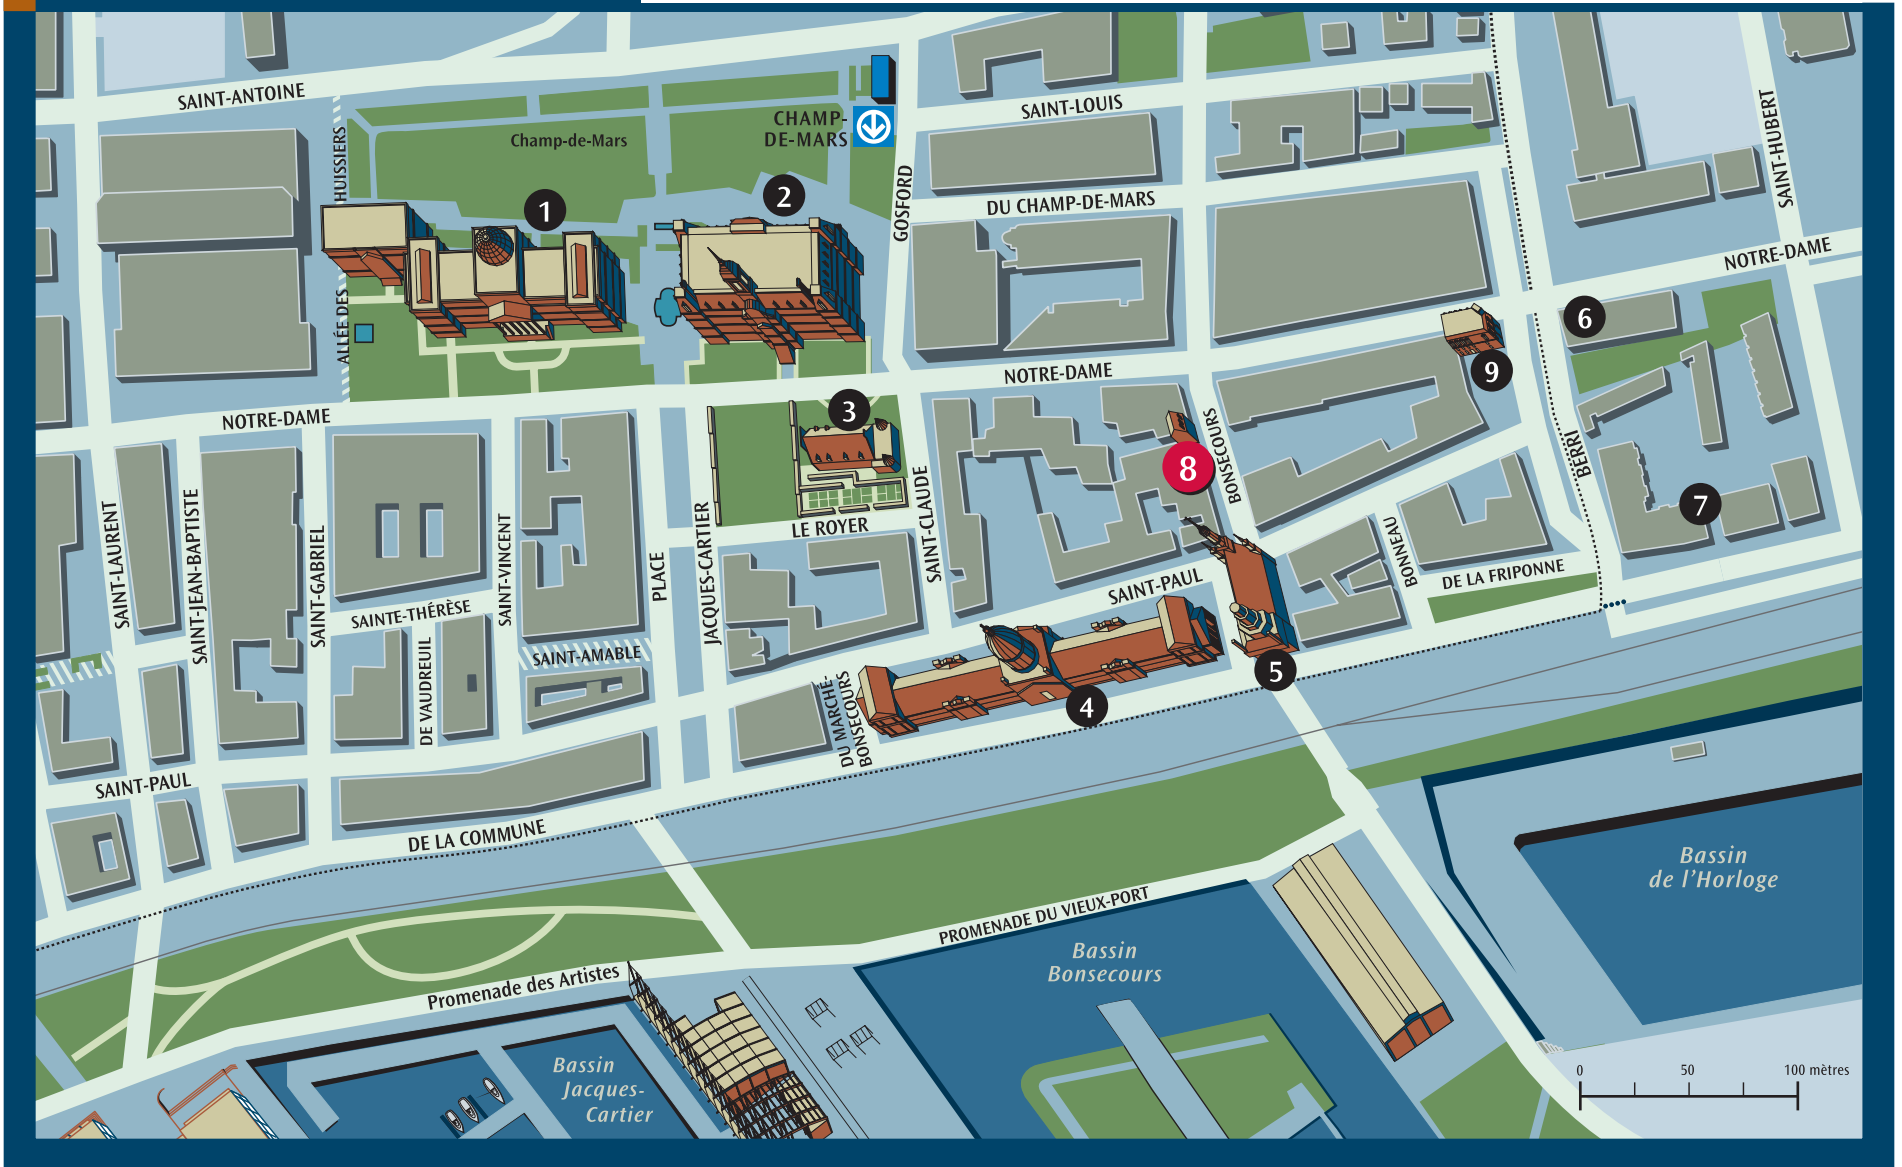 SAINT-ANTOINE
SAINT-LOUIS
SAINT-HUBERT
CHAMP-
DE-MARS
Champ-de-Mars
HUISSIERS
ALLÉE DES
1
2
GOSFORD
DU CHAMP-DE-MARS
NOTRE-DAME
6
9
NOTRE-DAME
3
NOTRE-DAME
8
BONSECOURS
BERRI
7
SAINT-LAURENT
SAINT-JEAN-BAPTISTE
SAINT-GABRIEL
SAINT-VINCENT
PLACE
JACQUES-CARTIER
LE ROYER
SAINT-CLAUDE
SAINT-PAUL
BONNEAU
DE LA FRIPONNE
SAINTE-THÉRÈSE
DE VAUDREUIL
SAINT-AMABLE
DU MARCHÉ-
BONSECOURS
4
5
SAINT-PAUL
DE LA COMMUNE
Bassin
de l'Horloge
PROMENADE DU VIEUX-PORT
Bassin
Bonsecours
Promenade des Artistes
Bassin
Jacques-
Cartier
0 50 100 mètres